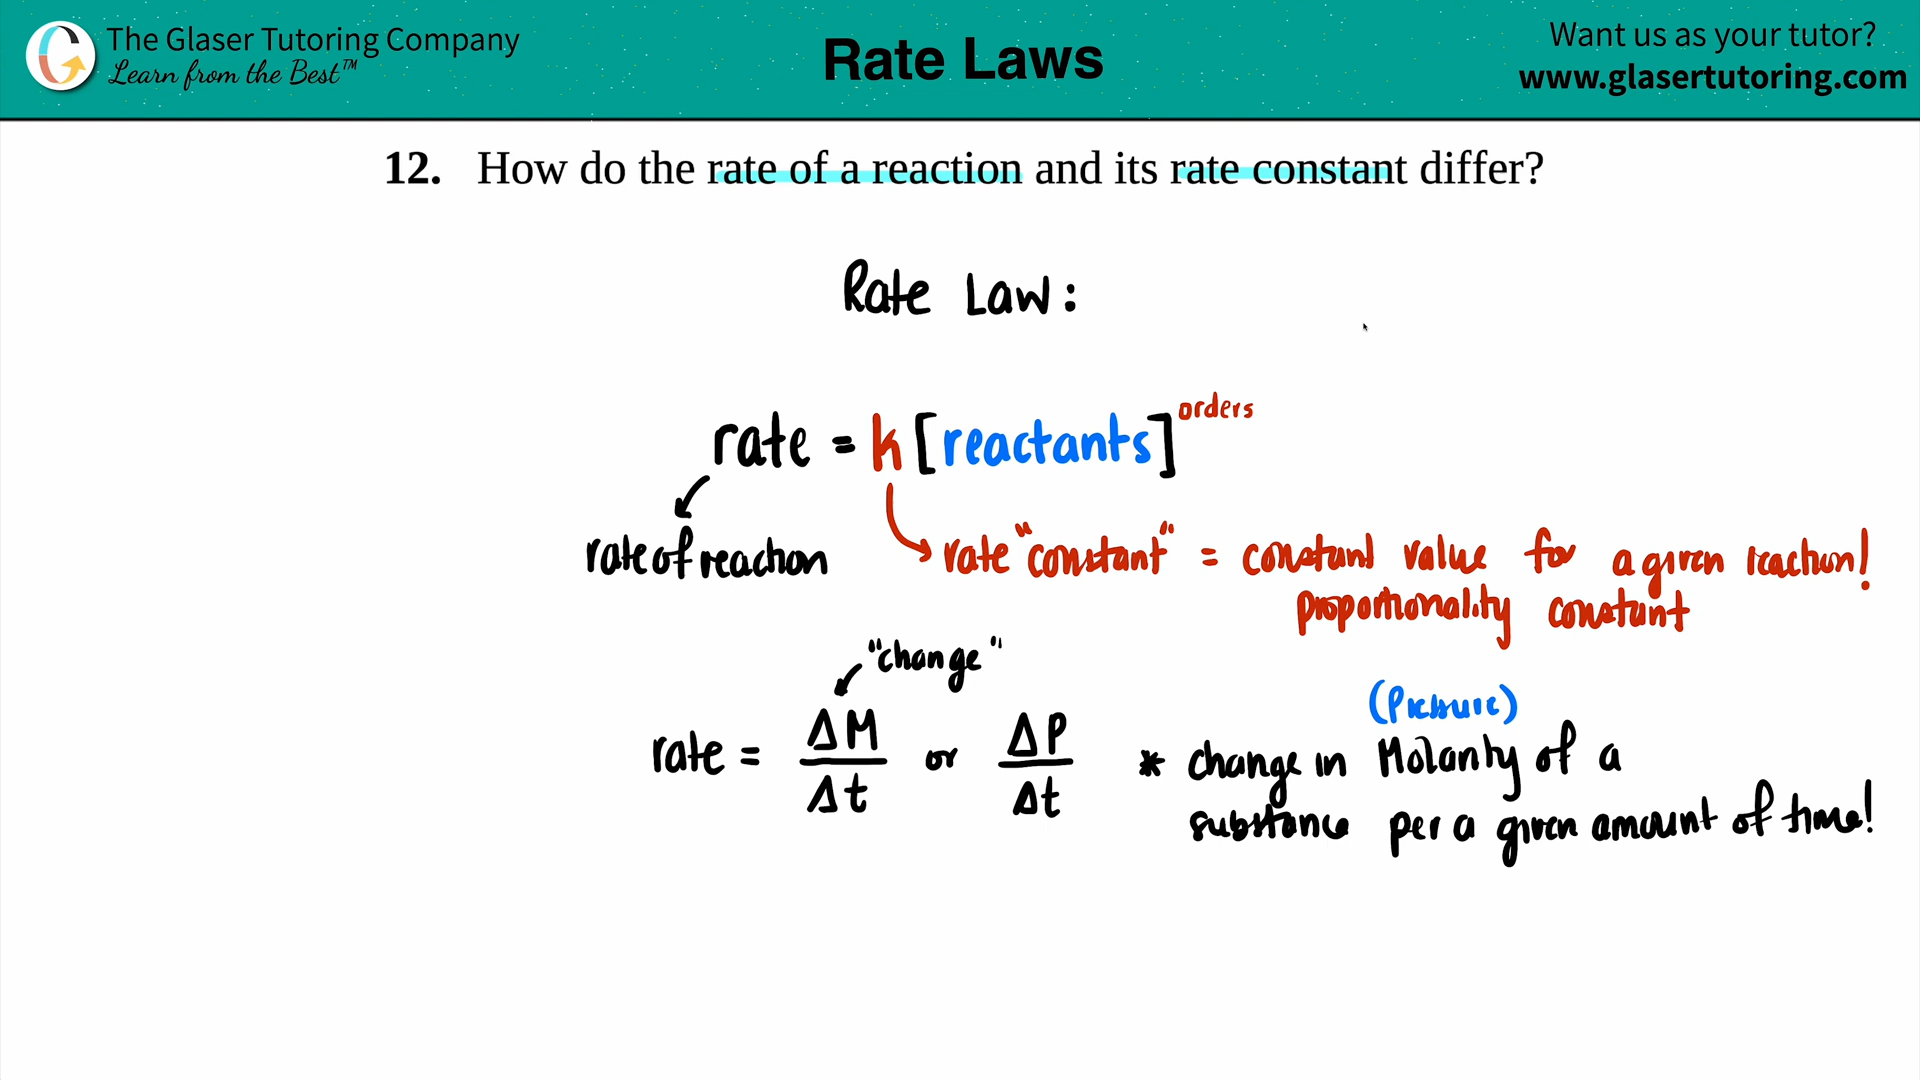 The Glaser Tutoring Company
Learn from the Best™
Rate Laws
Want us as your tutor?
www.glasertutoring.com
12. How do the rate of a reaction and its rate constant differ?
Rate Law:
rate = k[reactants]^orders
rate of reaction
rate "constant" = constant value for a given reaction!
proportionality constant
"change"
rate = ΔM/Δt or ΔP/Δt
(Pressure)
* change in Molarity of a
substance per a given amount of time!